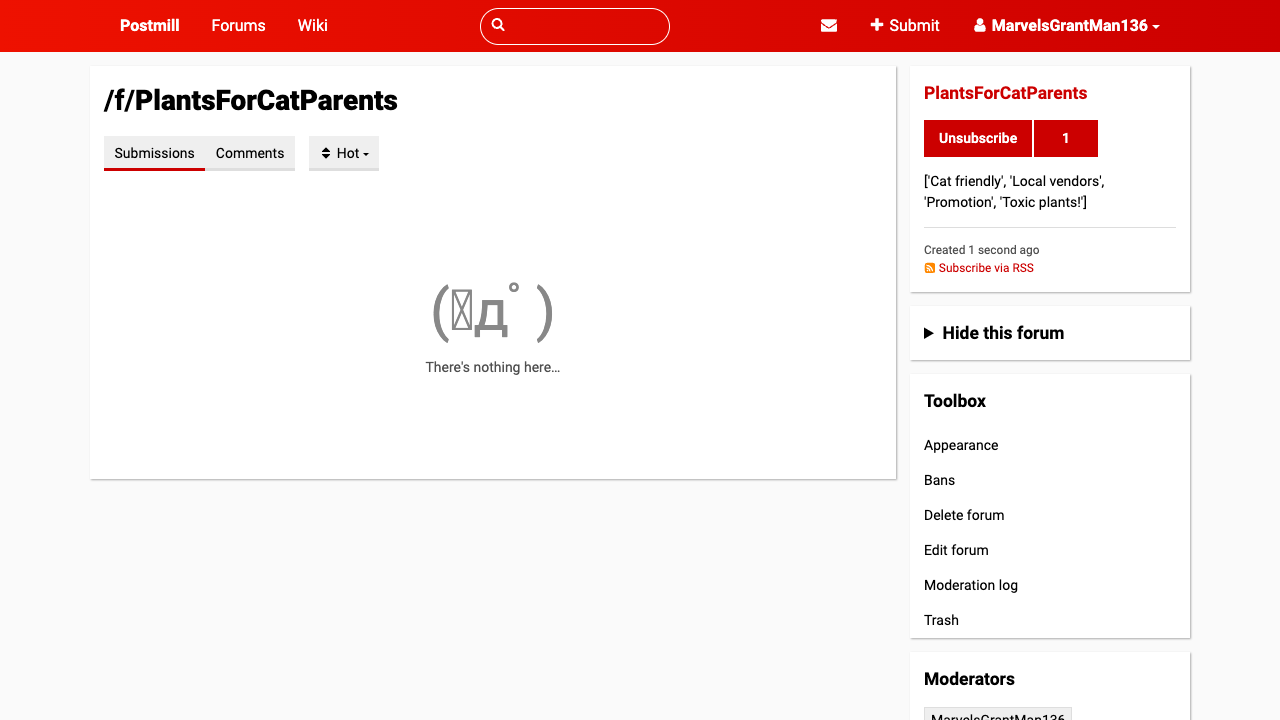 Postmill Forums Wiki Submit MarvelsGrantMan136
/f/PlantsForCatParents
Submissions Comments Hot
There's nothing here…
PlantsForCatParents
Unsubscribe 1
['Cat friendly', 'Local vendors',
'Promotion', 'Toxic plants!']
Created 1 second ago
Subscribe via RSS
Hide this forum
Toolbox
Appearance
Bans
Delete forum
Edit forum
Moderation log
Trash
Moderators
MarvelsGrantMan136